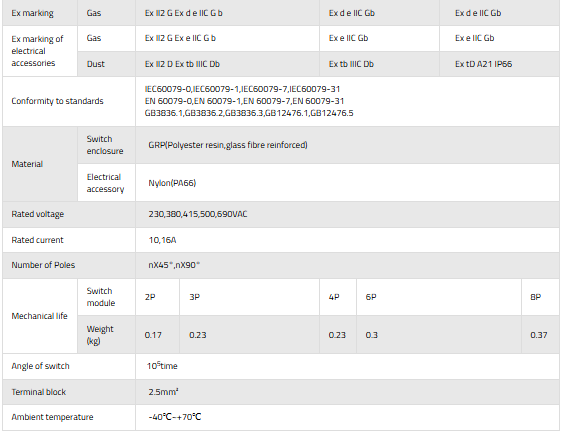 Ex marking Gas Ex II2 G Ex d e IIC G b Ex d e IIC Gb Ex d e IIC Gb
Ex marking of electrical accessories Gas Ex II2 G Ex e IIC G b Ex e IIC Gb Ex e IIC Gb
Dust Ex II2 D Ex tb IIIC Db Ex tb IIIC Db Ex tD A21 IP66
Conformity to standards
IEC60079-0,IEC60079-1,IEC60079-7,IEC60079-31
EN 60079-0,EN 60079-1,EN 60079-7,EN 60079-31
GB3836.1,GB3836.2,GB3836.3,GB12476.1,GB12476.5
Material Switch enclosure GRP(Polyester resin,glass fibre reinforced)
Electrical accessory Nylon(PA66)
Rated voltage 230,380,415,500,690VAC
Rated current 10,16A
Number of Poles nX45°,nX90°
Mechanical life Switch module 2P 3P 4P 6P 8P
Weight (kg) 0.17 0.23 0.23 0.3 0.37
Angle of switch 10⁵time
Terminal block 2.5mm²
Ambient temperature -40℃~+70℃